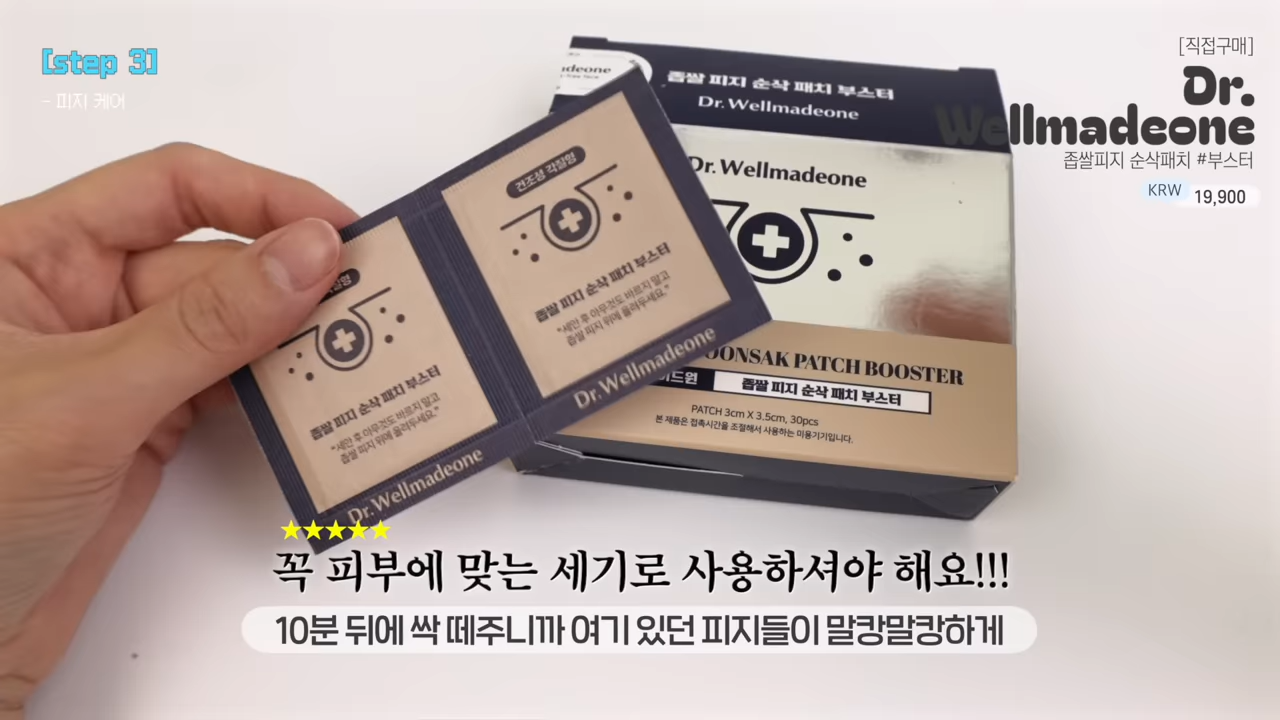 [step 3]
- 피지 케어
[직접구매]
Dr.
Wellmadeone
좁쌀피지 순삭패치 #부스터
KRW 19,900
좁쌀 피지 순삭 패치 부스터
Dr.Wellmadeone
Dr.Wellmadeone
OONSAK PATCH BOOSTER
좁쌀 피지 순삭 패치 부스터
PATCH 3cm X 3.5cm, 30pcs
본 제품은 접촉시간을 조절해서 사용하는 미용기기입니다.
건조성 각질형
좁쌀 피지 순삭 패치 부스터
"세안 후 아무것도 바르지 말고
좁쌀 피지 위에 올려두세요."
Dr.Wellmadeone
좁쌀 피지 순삭 패치 부스터
"세안 후 아무것도 바르지 말고
좁쌀 피지 위에 올려두세요."
Dr.Wellmadeone
꼭 피부에 맞는 세기로 사용하셔야 해요!!!
10분 뒤에 싹 떼주니까 여기 있던 피지들이 말캉말캉하게